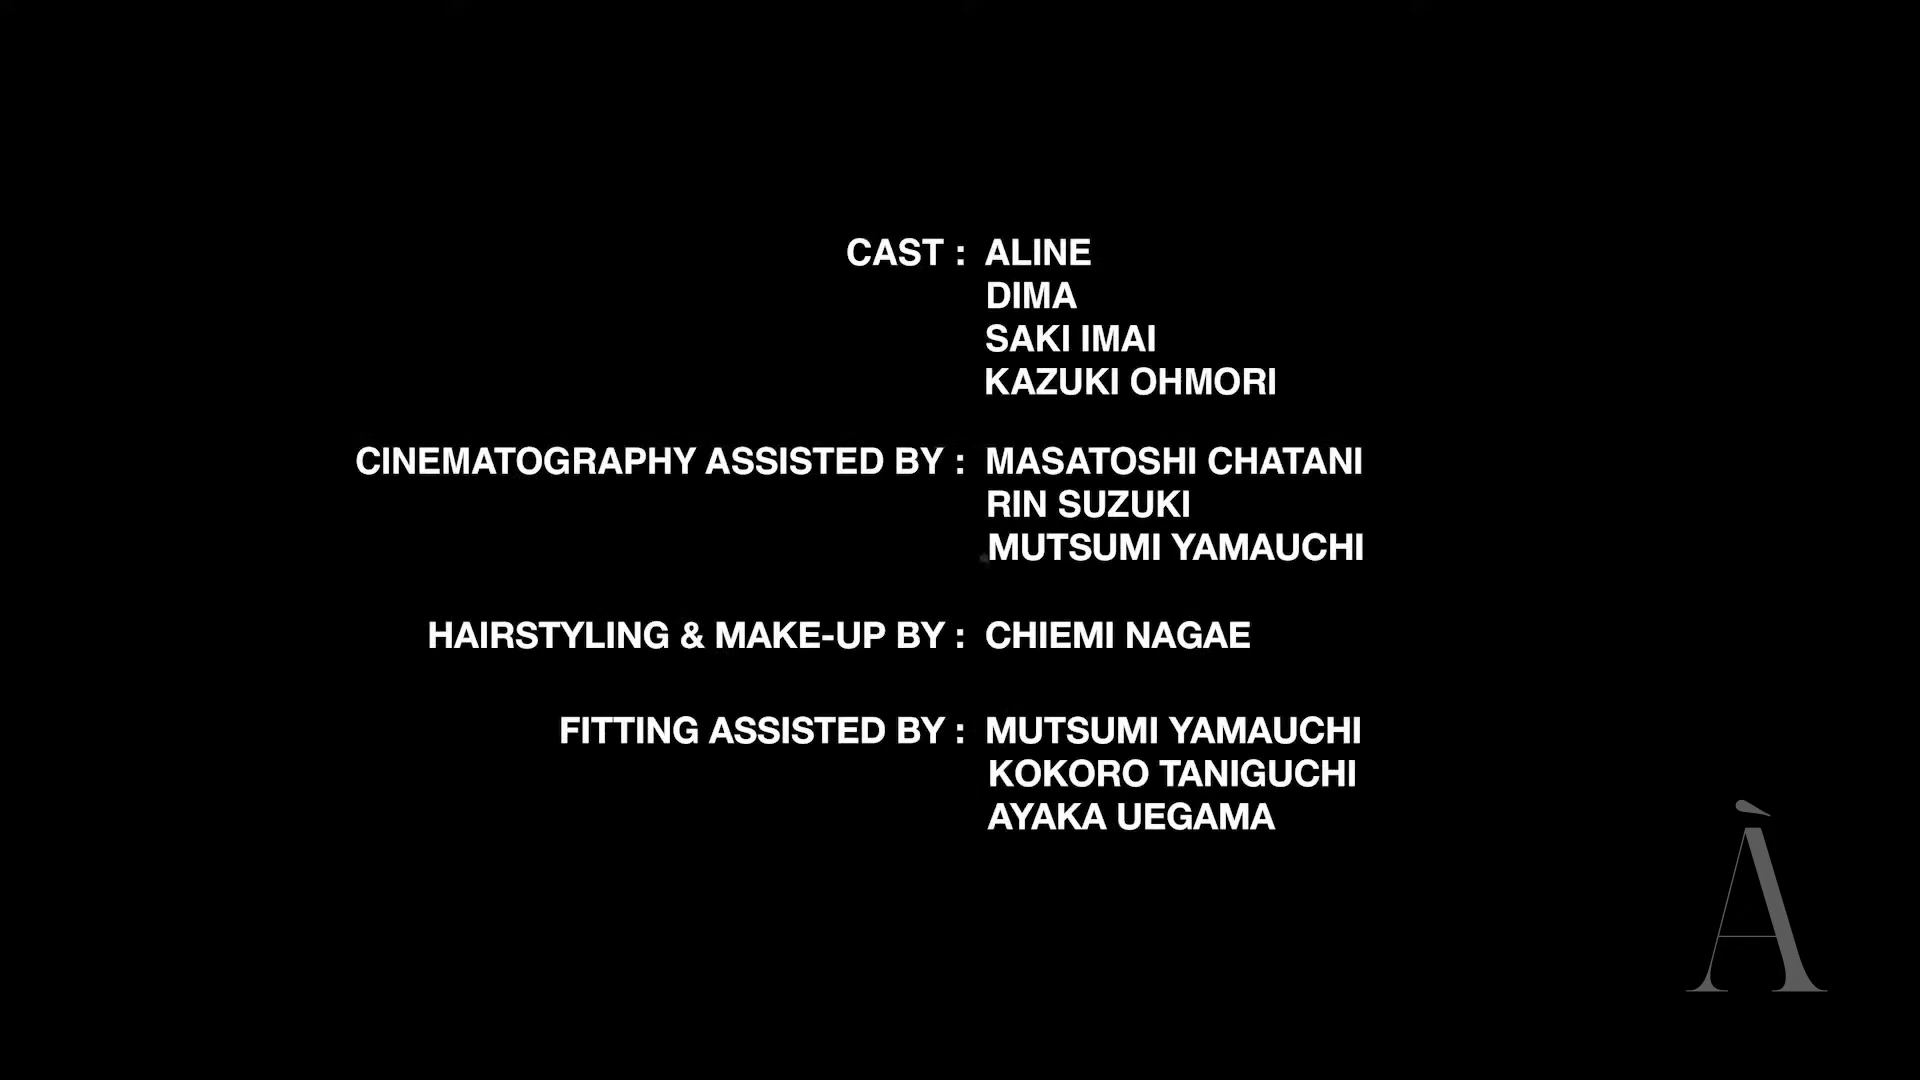 CAST : ALINE
DIMA
SAKI IMAI
KAZUKI OHMORI
CINEMATOGRAPHY ASSISTED BY : MASATOSHI CHATANI
RIN SUZUKI
MUTSUMI YAMAUCHI
HAIRSTYLING & MAKE-UP BY : CHIEMI NAGAE
FITTING ASSISTED BY : MUTSUMI YAMAUCHI
KOKORO TANIGUCHI
AYAKA UEGAMA
À